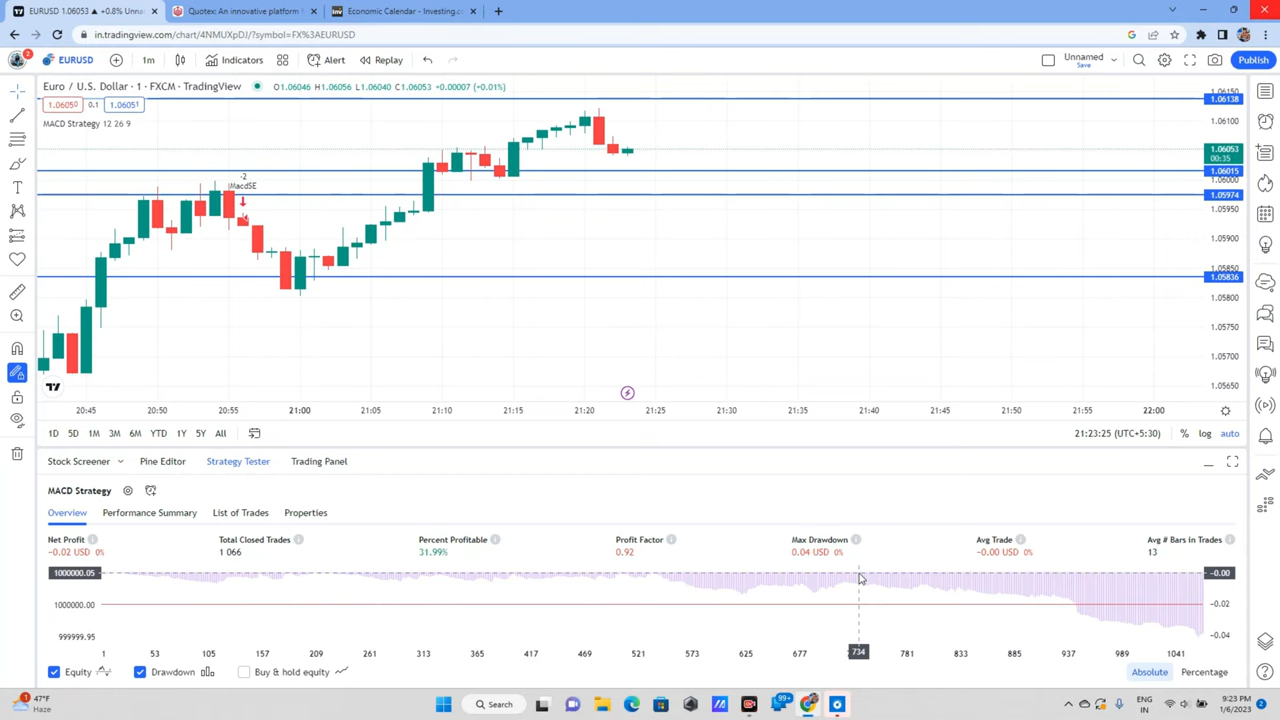 EURUSD 1.06053 ▲ +0.8% Unna
Quotex: An innovative platform f
Economic Calendar - Investing.c
in.tradingview.com/chart/4NMUXpDJ/?symbol=FX%3AEURUSD
2
EURUSD
1m
Indicators
Alert
Replay
Unnamed
Save
Publish
Euro / U.S. Dollar · 1 · FXCM · TradingView
O1.06046 H1.06056 L1.06040 C1.06053 +0.00007 (+0.01%)
1.06050 0.1 1.06051
MACD Strategy 12 26 9
-2
MacdSE
1.06150
1.06138
1.06100
1.06053
00:35
1.06015
1.06000
1.05974
1.05950
1.05900
1.05850
1.05836
1.05800
1.05750
1.05700
1.05650
20:45 20:50 20:55 21:00 21:05 21:10 21:15 21:20 21:25 21:30 21:35 21:40 21:45 21:50 21:55 22:00
1D 5D 1M 3M 6M YTD 1Y 5Y All
21:23:25 (UTC+5:30) % log auto
Stock Screener Pine Editor Strategy Tester Trading Panel
MACD Strategy
Overview Performance Summary List of Trades Properties
Net Profit Total Closed Trades Percent Profitable Profit Factor Max Drawdown Avg Trade Avg # Bars in Trades
−0.02 USD 0% 1 066 31.99% 0.92 0.04 USD 0% −0.00 USD 0% 13
1000000.05
1000000.00
999999.95
-0.00
-0.02
-0.04
1 53 105 157 209 261 313 365 417 469 521 573 625 677 734 781 833 885 937 989 1041
Equity Drawdown Buy & hold equity
Absolute Percentage
1
47°F
Haze
Search
99+
ENG
IN
9:23 PM
1/6/2023